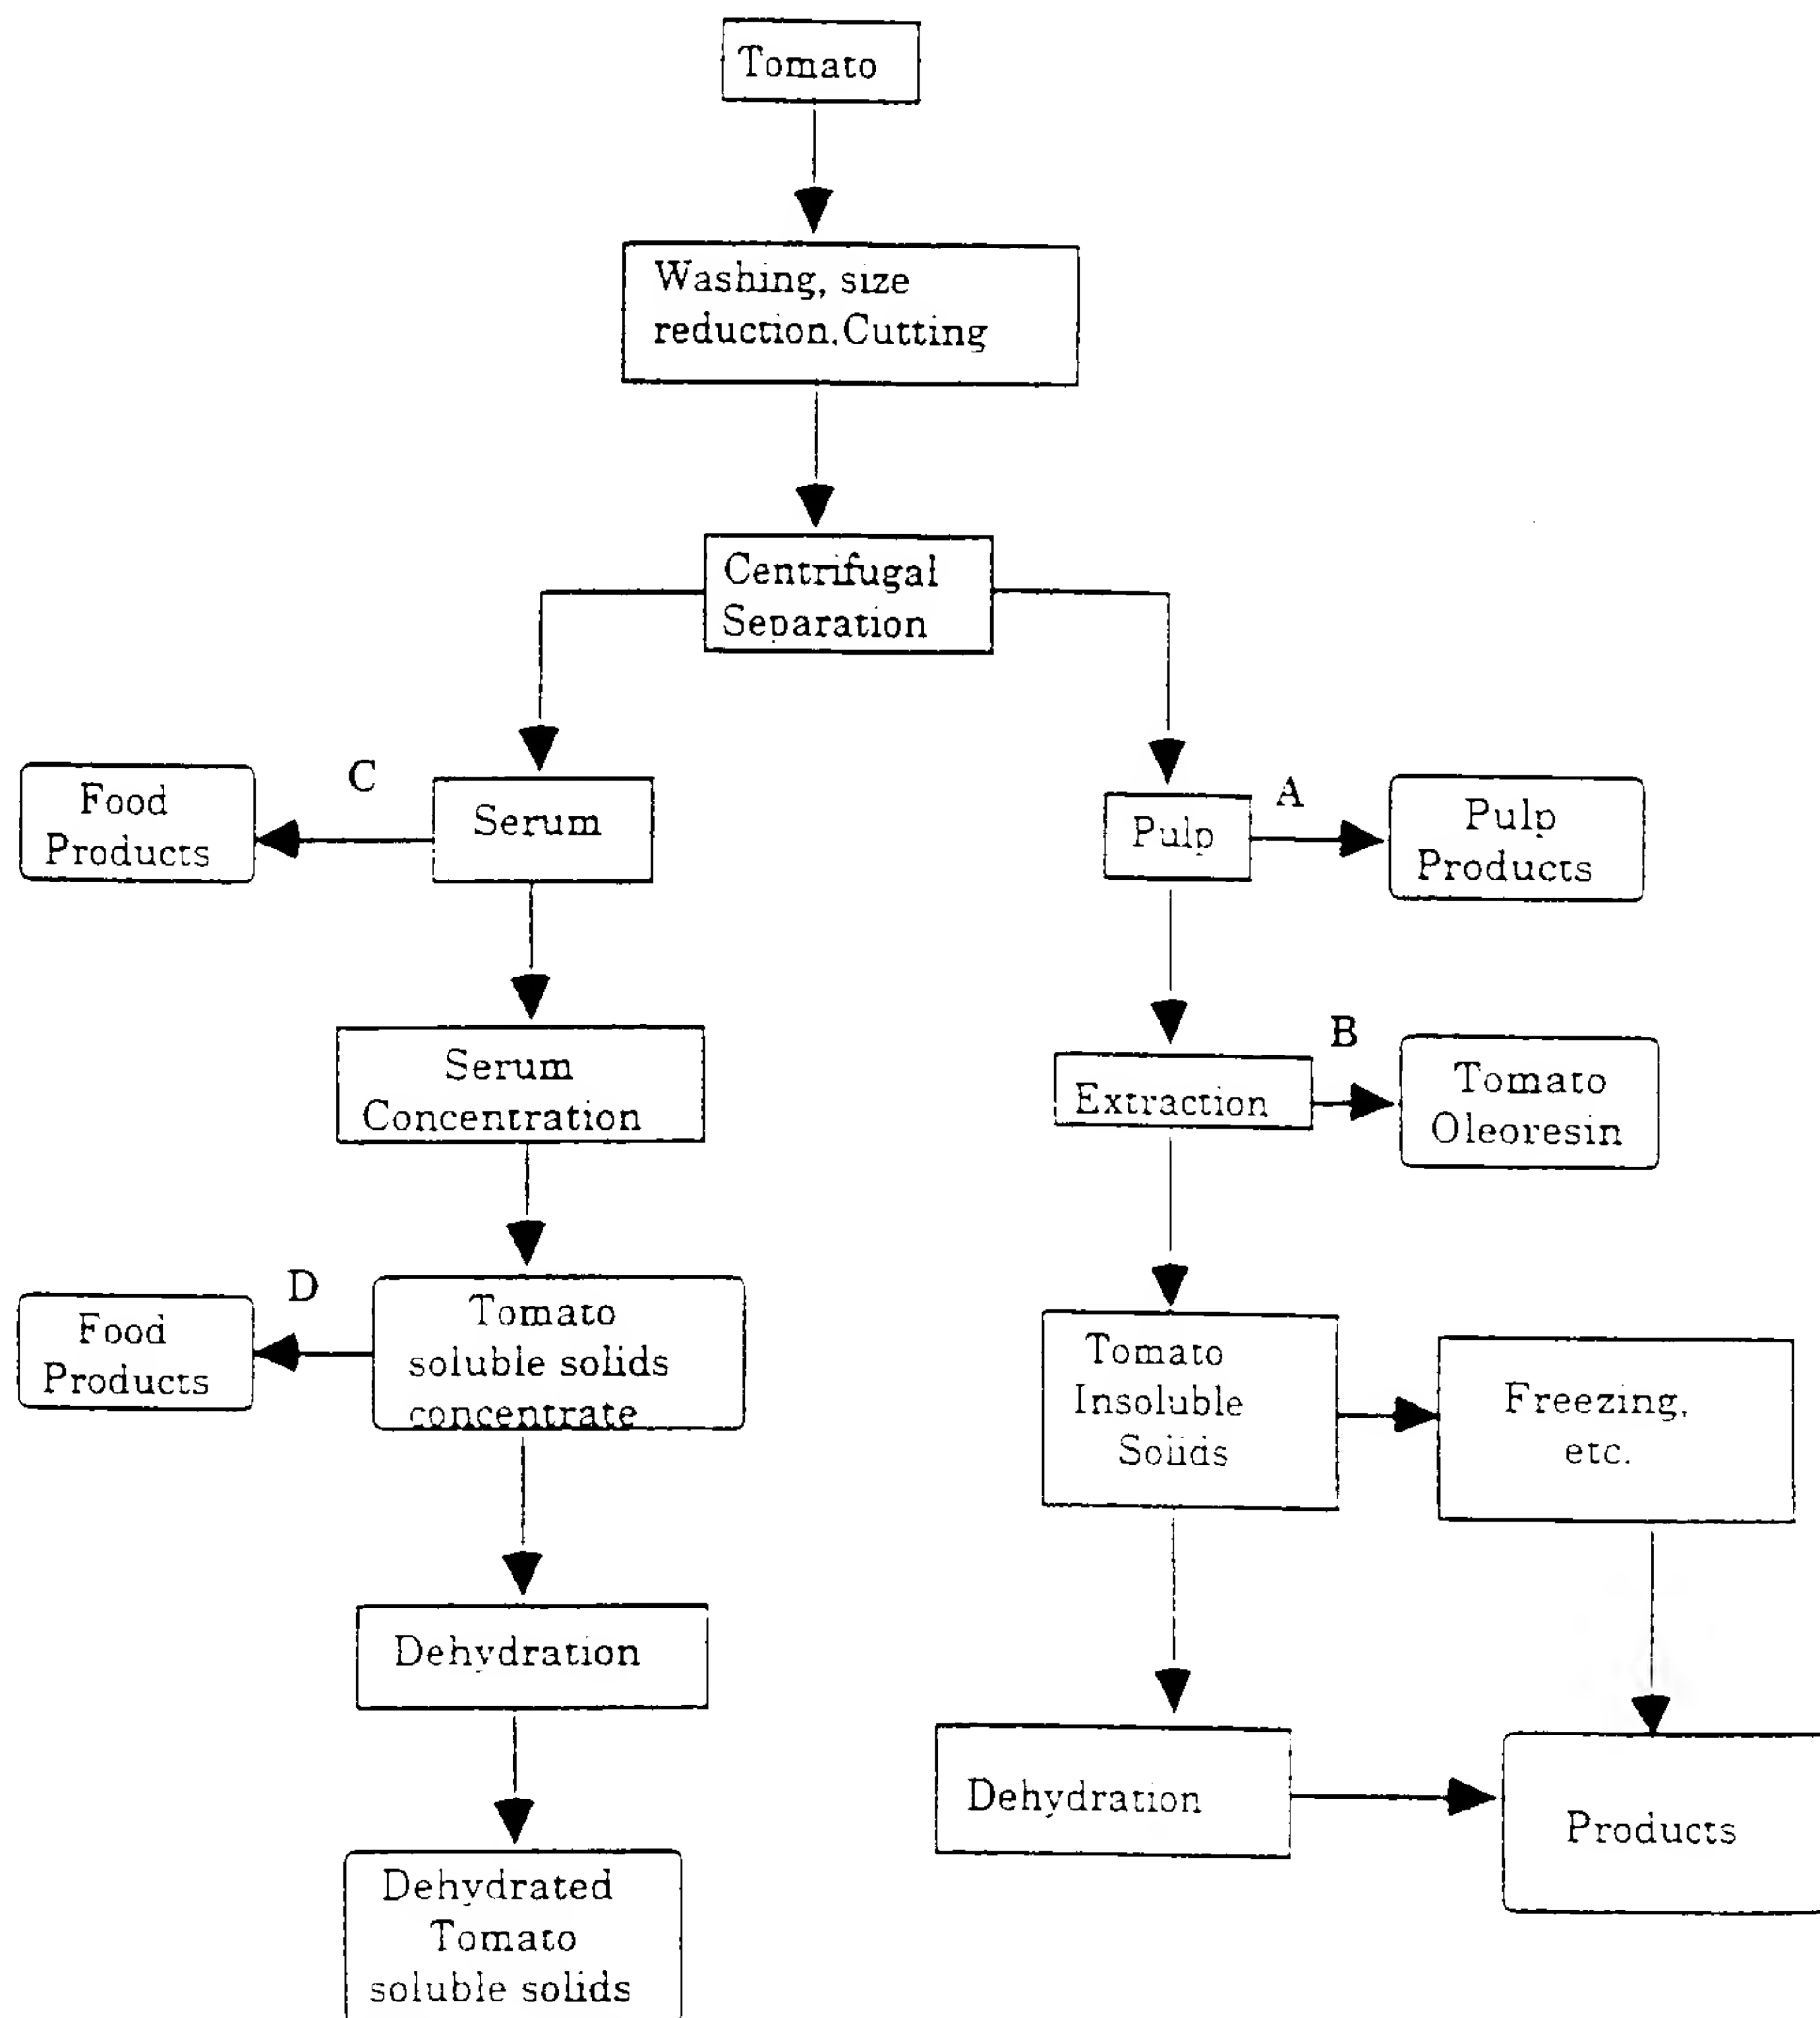 Tomato
Washing, size
reduction.Cutting
Centrifugal
Separation
C
Food
Products
Serum
Pulp
A
Pulp
Products
Serum
Concentration
Extraction
B
Tomato
Oleoresin
D
Food
Products
Tomato
soluble solids
concentrate
Tomato
Insoluble
Solids
Freezing,
etc.
Dehydration
Dehydration
Products
Dehydrated
Tomato
soluble solids